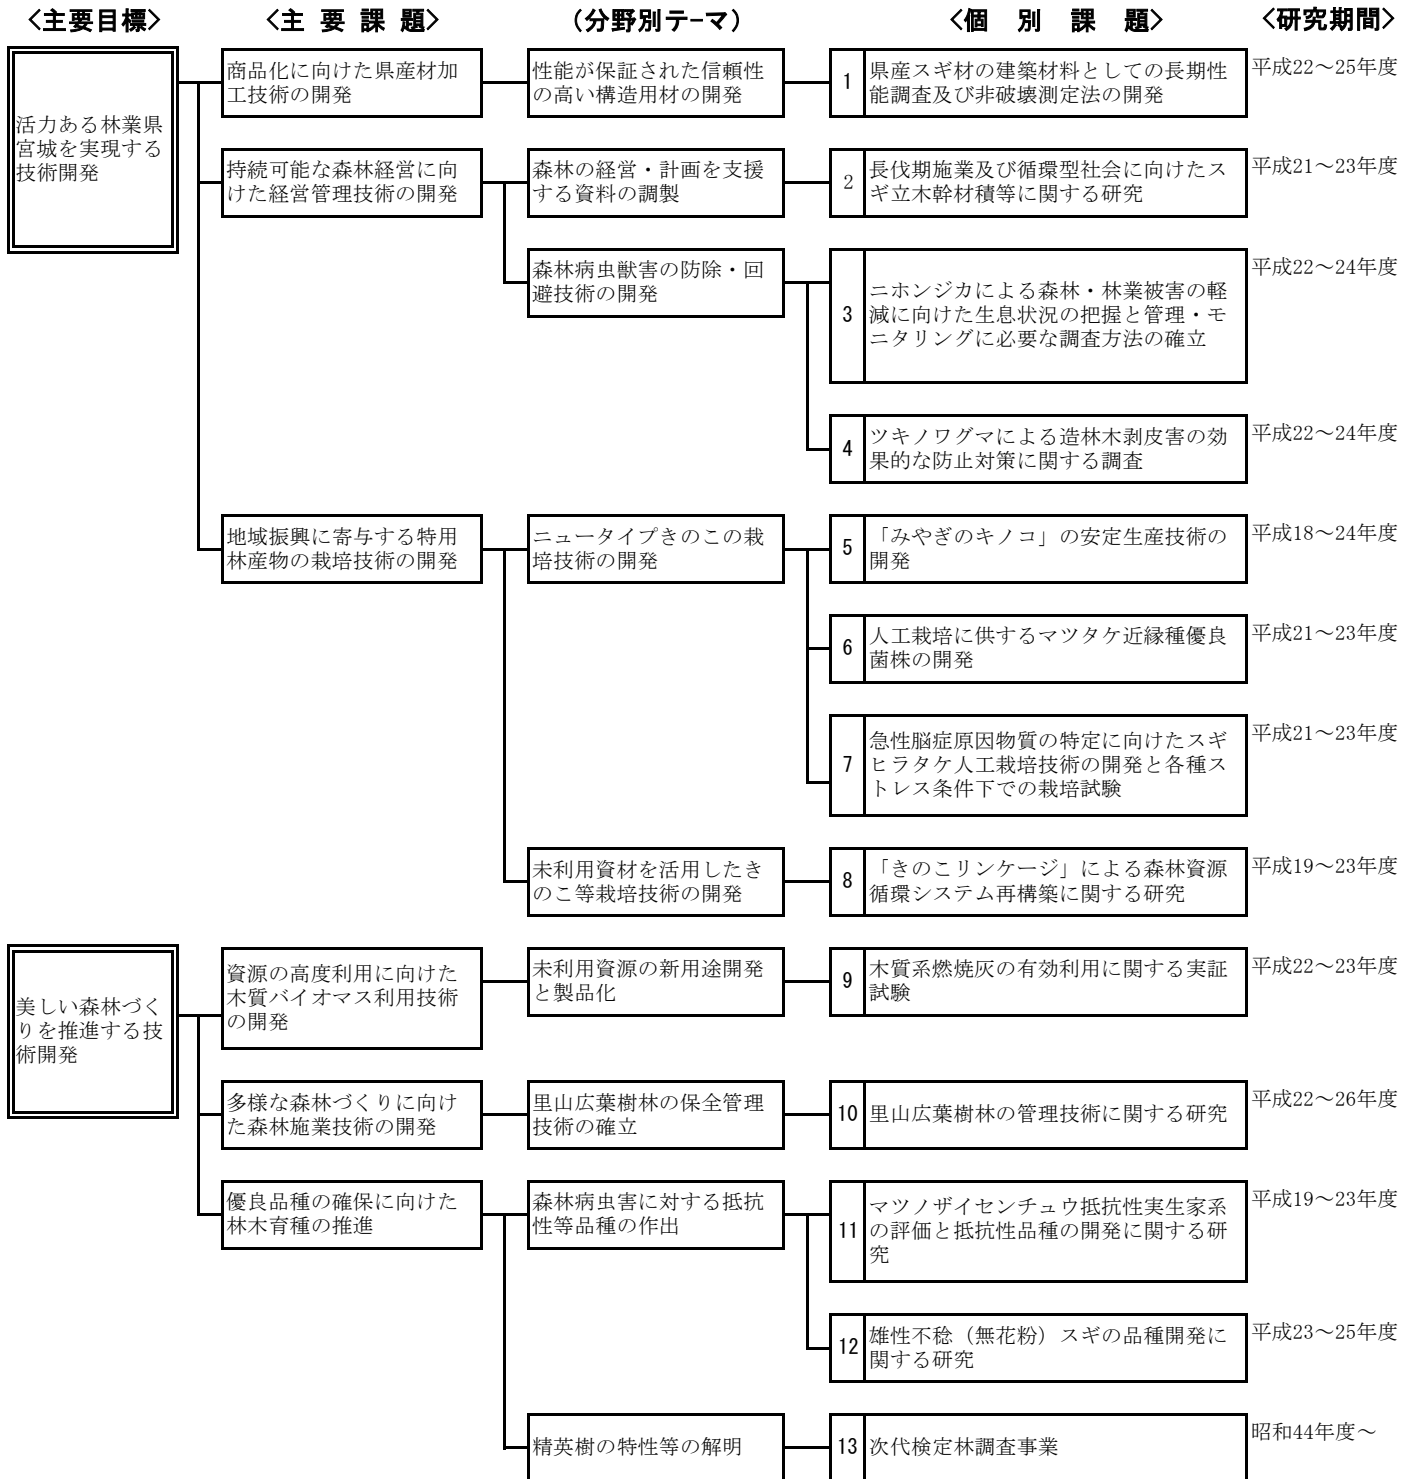 <主要目標>
<主 要 課 題>
(分野別テーマ)
<個 別 課 題>
<研究期間>
活力ある林業県
宮城を実現する
技術開発
商品化に向けた県産材加
工技術の開発
性能が保証された信頼性
の高い構造用材の開発
1
県産スギ材の建築材料としての長期性
能調査及び非破壊測定法の開発
平成22~25年度
持続可能な森林経営に向
けた経営管理技術の開発
森林の経営・計画を支援
する資料の調製
2
長伐期施業及び循環型社会に向けたス
ギ立木幹材積等に関する研究
平成21~23年度
森林病虫獣害の防除・回
避技術の開発
3
ニホンジカによる森林・林業被害の軽
減に向けた生息状況の把握と管理・モ
ニタリングに必要な調査方法の確立
平成22~24年度
4
ツキノワグマによる造林木剥皮害の効
果的な防止対策に関する調査
平成22~24年度
地域振興に寄与する特用
林産物の栽培技術の開発
ニュータイプきのこの栽
培技術の開発
5
「みやぎのキノコ」の安定生産技術の
開発
平成18~24年度
6
人工栽培に供するマツタケ近縁種優良
菌株の開発
平成21~23年度
7
急性脳症原因物質の特定に向けたスギ
ヒラタケ人工栽培技術の開発と各種ス
トレス条件下での栽培試験
平成21~23年度
未利用資材を活用したき
のこ等栽培技術の開発
8
「きのこリンケージ」による森林資源
循環システム再構築に関する研究
平成19~23年度
美しい森林づく
りを推進する技
術開発
資源の高度利用に向けた
木質バイオマス利用技術
の開発
未利用資源の新用途開発
と製品化
9
木質系燃焼灰の有効利用に関する実証
試験
平成22~23年度
多様な森林づくりに向け
た森林施業技術の開発
里山広葉樹林の保全管理
技術の確立
10
里山広葉樹林の管理技術に関する研究
平成22~26年度
優良品種の確保に向けた
林木育種の推進
森林病虫害に対する抵抗
性等品種の作出
11
マツノザイセンチュウ抵抗性実生家系
の評価と抵抗性品種の開発に関する研
究
平成19~23年度
12
雄性不稔(無花粉)スギの品種開発に
関する研究
平成23~25年度
精英樹の特性等の解明
13
次代検定林調査事業
昭和44年度~